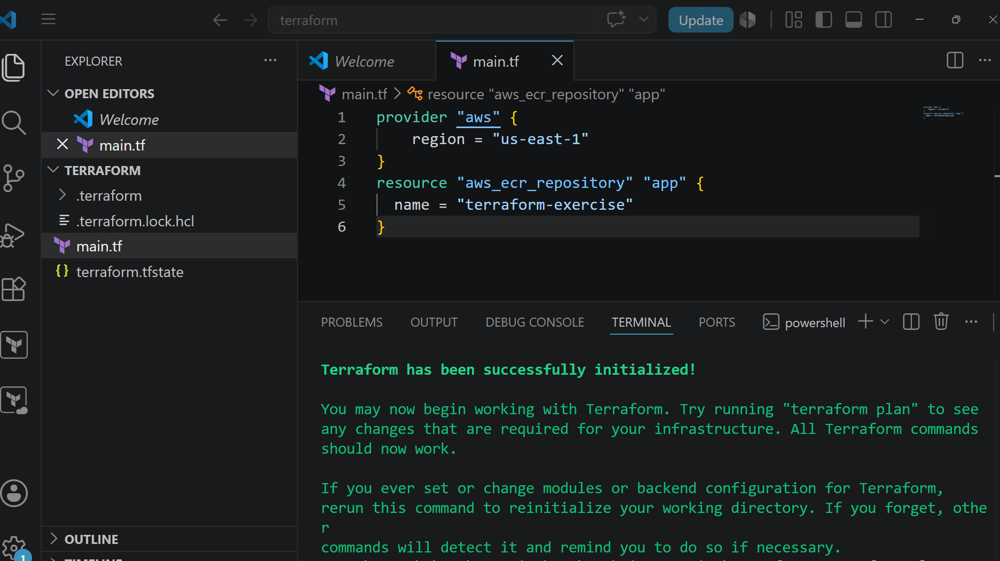 terraform
Update
EXPLORER
OPEN EDITORS
Welcome
main.tf
TERRAFORM
.terraform
.terraform.lock.hcl
main.tf
terraform.tfstate
OUTLINE
TIMELINE
1
Welcome
main.tf
main.tf > resource "aws_ecr_repository" "app"
1 provider "aws" {
2 region = "us-east-1"
3 }
4 resource "aws_ecr_repository" "app" {
5 name = "terraform-exercise"
6 }
PROBLEMS OUTPUT DEBUG CONSOLE TERMINAL PORTS powershell
Terraform has been successfully initialized!
You may now begin working with Terraform. Try running "terraform plan" to see
any changes that are required for your infrastructure. All Terraform commands
should now work.
If you ever set or change modules or backend configuration for Terraform,
rerun this command to reinitialize your working directory. If you forget, othe
r
commands will detect it and remind you to do so if necessary.